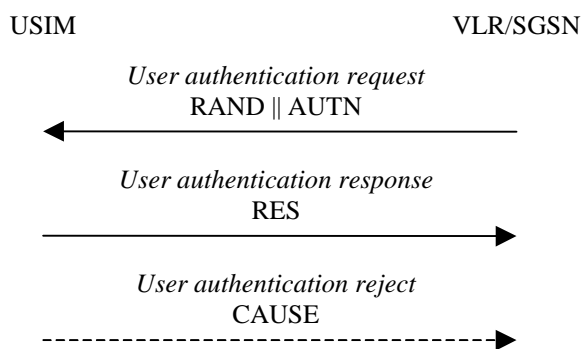 USIM VLR/SGSN
User authentication request
RAND || AUTN
User authentication response
RES
User authentication reject
CAUSE